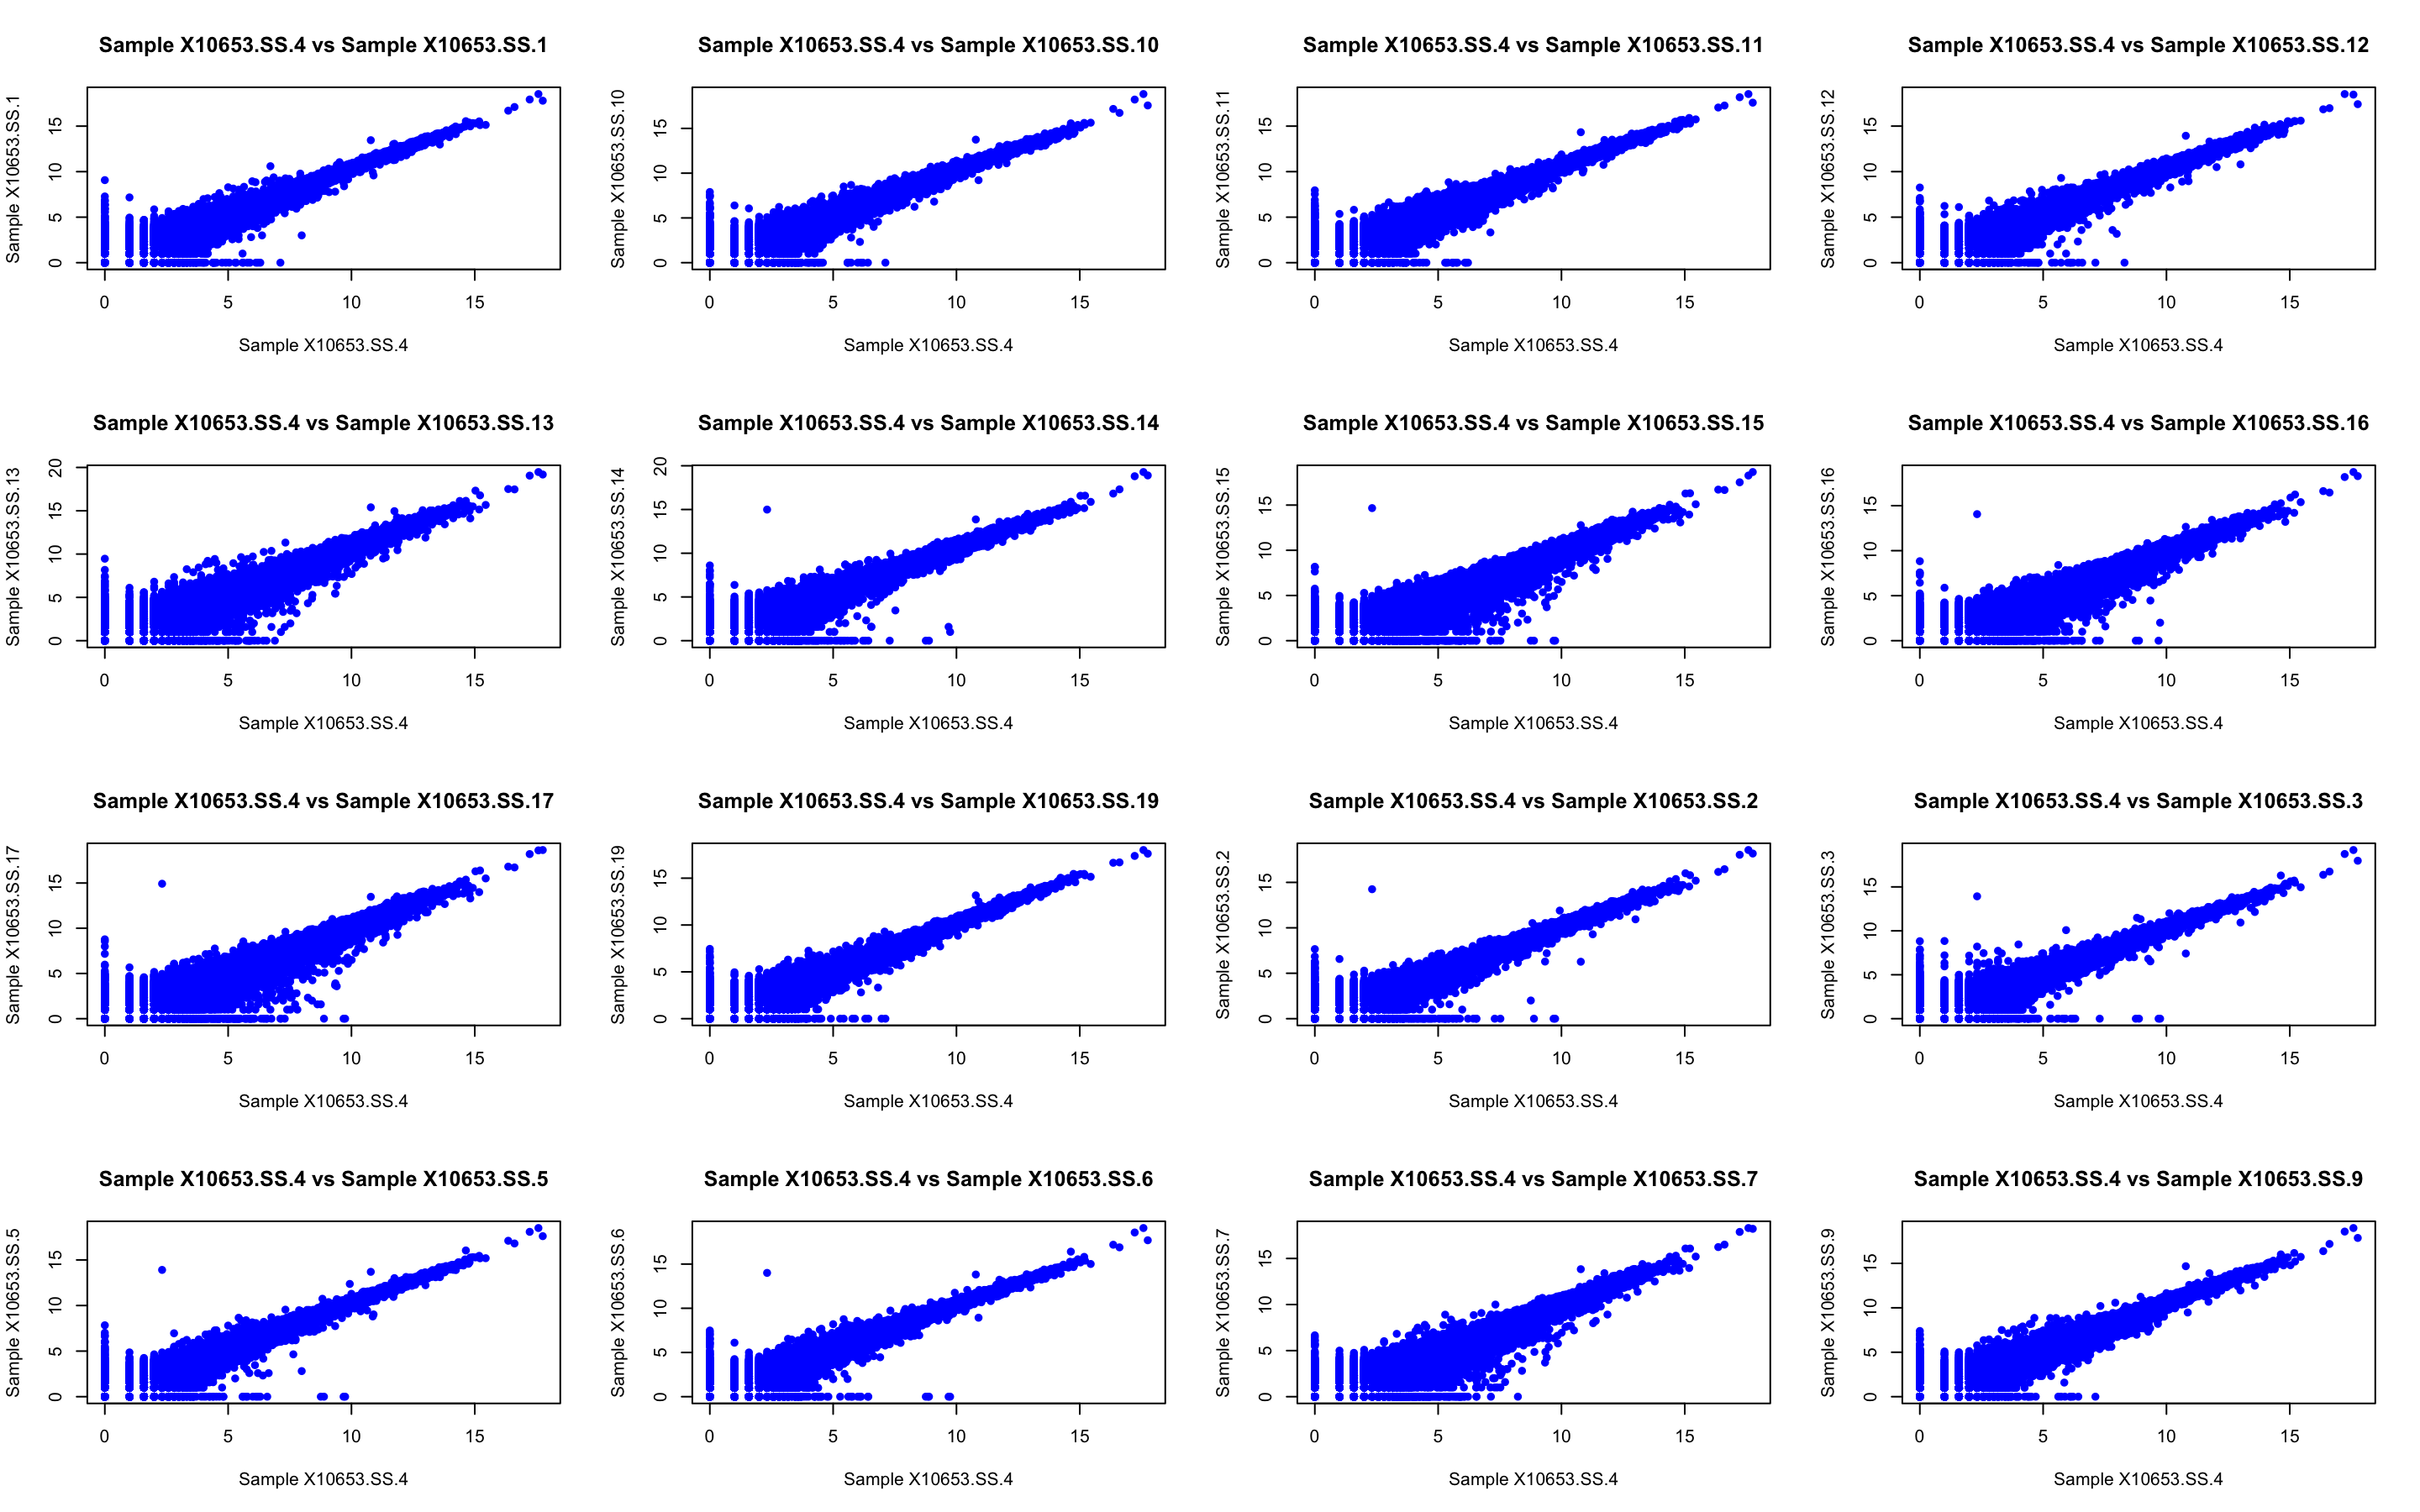 Sample X10653.SS.4 vs Sample X10653.SS.1
Sample X10653.SS.1
0 5 10 15
0 5 10 15
Sample X10653.SS.4
Sample X10653.SS.4 vs Sample X10653.SS.10
Sample X10653.SS.10
0 5 10 15
0 5 10 15
Sample X10653.SS.4
Sample X10653.SS.4 vs Sample X10653.SS.11
Sample X10653.SS.11
0 5 10 15
0 5 10 15
Sample X10653.SS.4
Sample X10653.SS.4 vs Sample X10653.SS.12
Sample X10653.SS.12
0 5 10 15
0 5 10 15
Sample X10653.SS.4
Sample X10653.SS.4 vs Sample X10653.SS.13
Sample X10653.SS.13
0 5 10 15 20
0 5 10 15
Sample X10653.SS.4
Sample X10653.SS.4 vs Sample X10653.SS.14
Sample X10653.SS.14
0 5 10 15 20
0 5 10 15
Sample X10653.SS.4
Sample X10653.SS.4 vs Sample X10653.SS.15
Sample X10653.SS.15
0 5 10 15
0 5 10 15
Sample X10653.SS.4
Sample X10653.SS.4 vs Sample X10653.SS.16
Sample X10653.SS.16
0 5 10 15
0 5 10 15
Sample X10653.SS.4
Sample X10653.SS.4 vs Sample X10653.SS.17
Sample X10653.SS.17
0 5 10 15
0 5 10 15
Sample X10653.SS.4
Sample X10653.SS.4 vs Sample X10653.SS.19
Sample X10653.SS.19
0 5 10 15
0 5 10 15
Sample X10653.SS.4
Sample X10653.SS.4 vs Sample X10653.SS.2
Sample X10653.SS.2
0 5 10 15
0 5 10 15
Sample X10653.SS.4
Sample X10653.SS.4 vs Sample X10653.SS.3
Sample X10653.SS.3
0 5 10 15
0 5 10 15
Sample X10653.SS.4
Sample X10653.SS.4 vs Sample X10653.SS.5
Sample X10653.SS.5
0 5 10 15
0 5 10 15
Sample X10653.SS.4
Sample X10653.SS.4 vs Sample X10653.SS.6
Sample X10653.SS.6
0 5 10 15
0 5 10 15
Sample X10653.SS.4
Sample X10653.SS.4 vs Sample X10653.SS.7
Sample X10653.SS.7
0 5 10 15
0 5 10 15
Sample X10653.SS.4
Sample X10653.SS.4 vs Sample X10653.SS.9
Sample X10653.SS.9
0 5 10 15
0 5 10 15
Sample X10653.SS.4